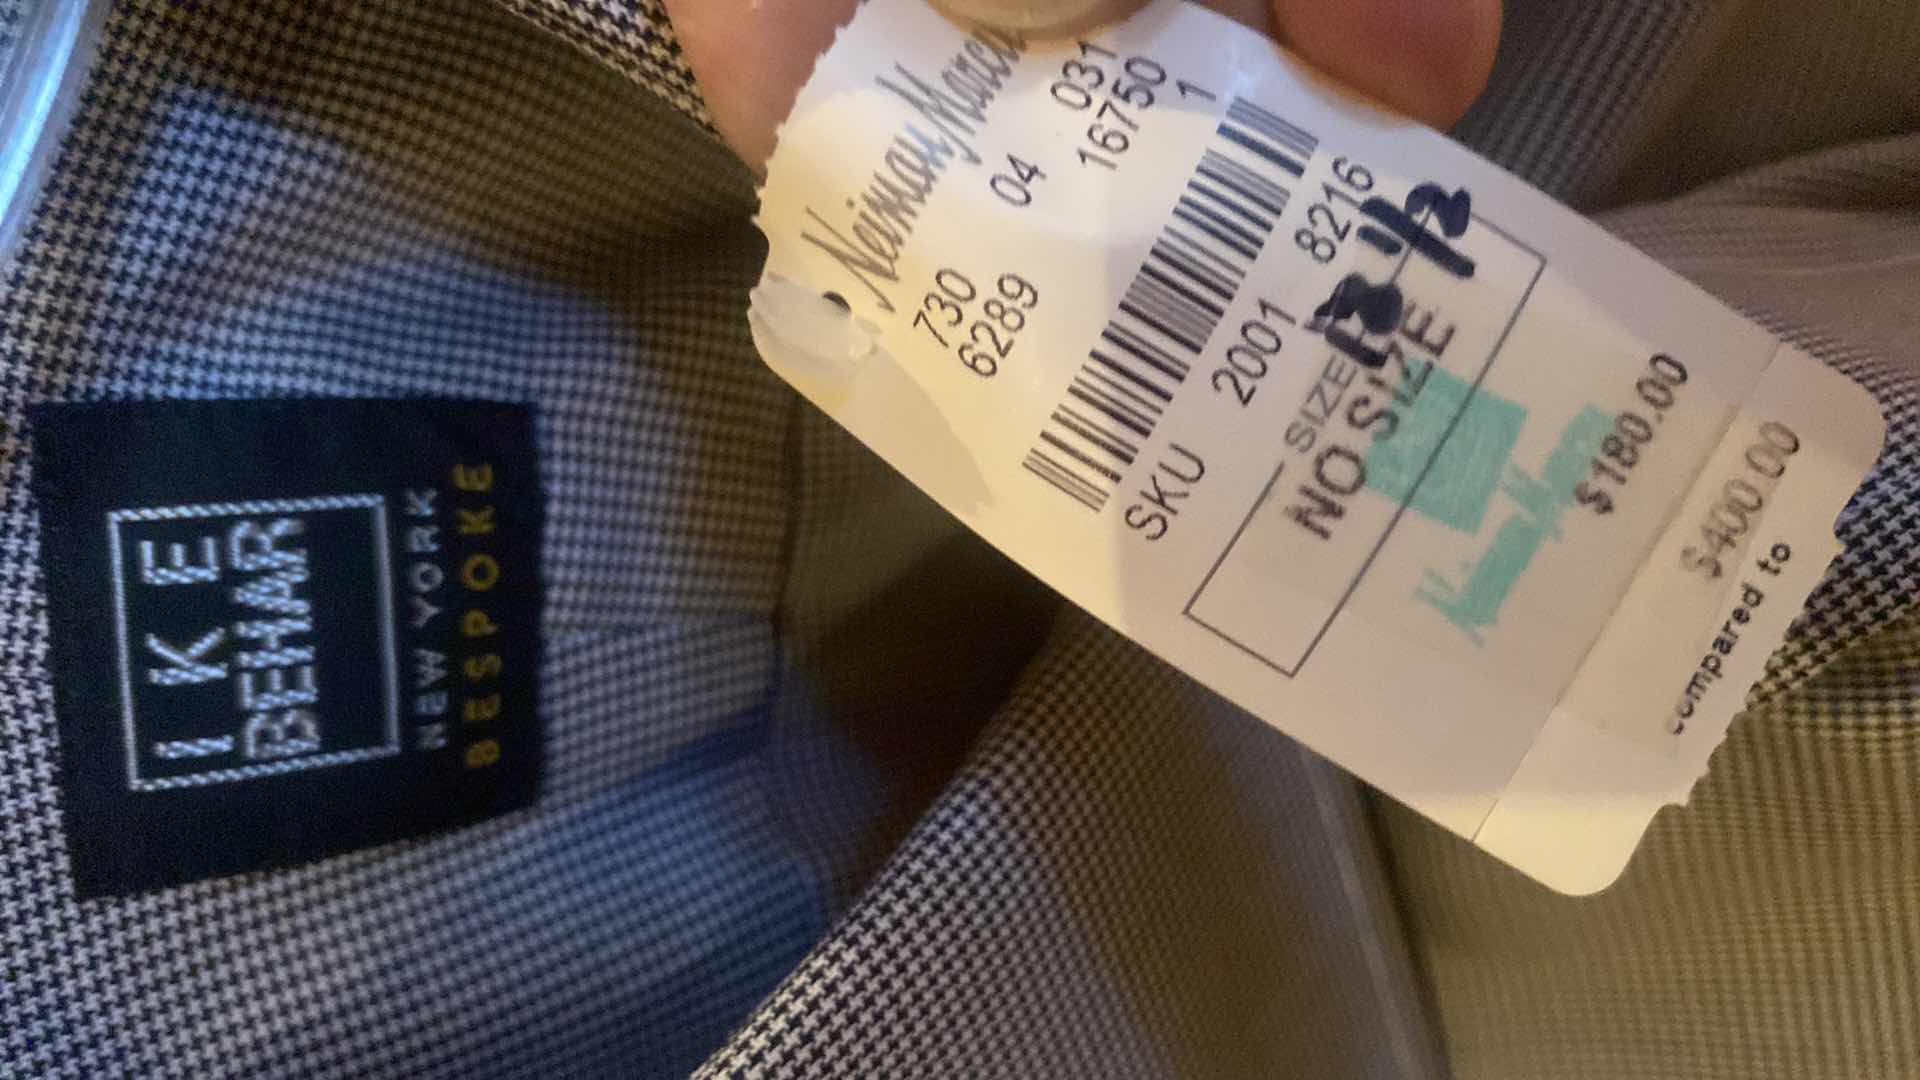 IKE
BEHAR
NEW YORK
BESPOKE
Neiman Marcus
730 04 031
6289 16750
1
SKU 2001 8216
SIZE
NO SIZE
$180.00
$400.00
compared to